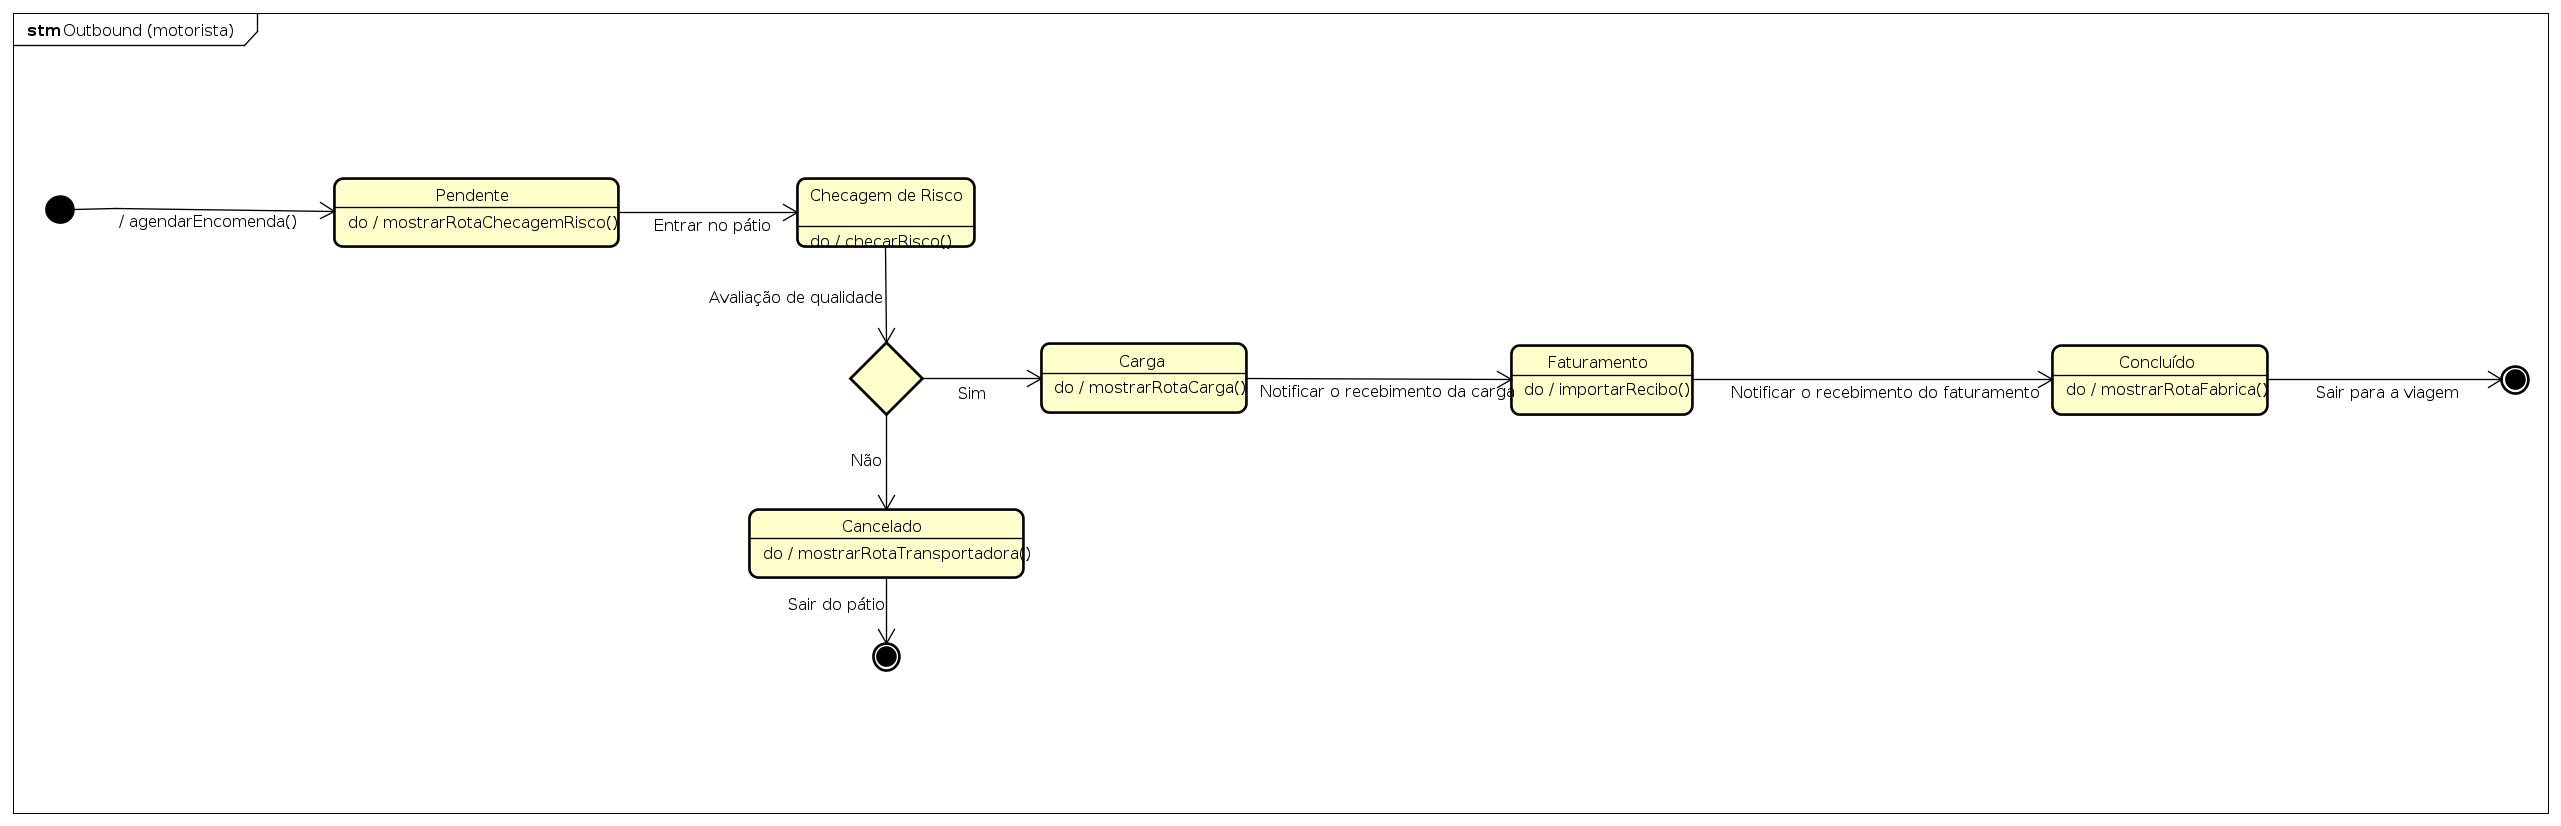 stm Outbound (motorista)
/ agendarEncomenda()
Pendente
do / mostrarRotaChecagemRisco()
Entrar no pátio
Checagem de Risco
do / checarRisco()
Avaliação de qualidade
Sim
Carga
do / mostrarRotaCarga()
Notificar o recebimento da carga
Faturamento
do / importarRecibo()
Notificar o recebimento do faturamento
Concluído
do / mostrarRotaFabrica()
Sair para a viagem
Não
Cancelado
do / mostrarRotaTransportadora()
Sair do pátio